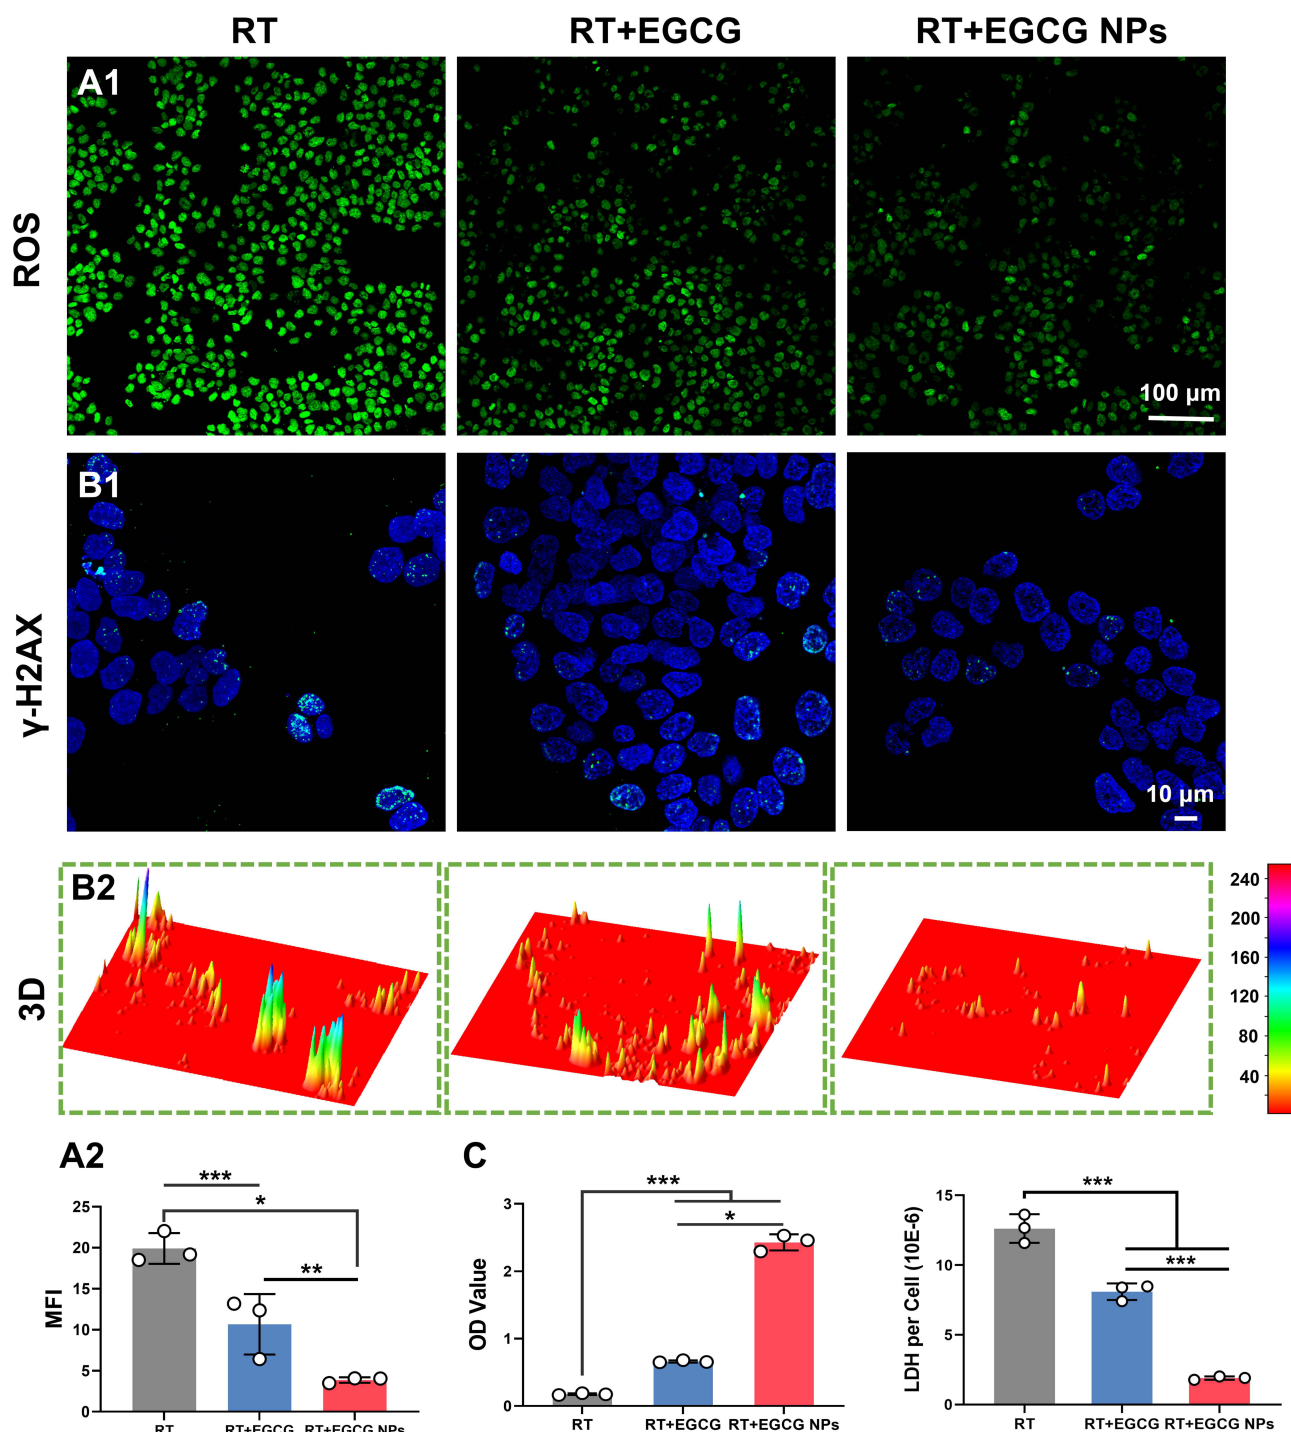 RT RT+EGCG RT+EGCG NPs
A1
ROS
100 μm
B1
γ-H2AX
10 μm
B2
3D
240
200
160
120
80
40
A2
***
*
**
25
20
15
10
5
0
MFI
RT RT+EGCG RT+EGCG NPs
C
***
*
3
2
1
0
OD Value
RT RT+EGCG RT+EGCG NPs
***
***
15
10
5
0
LDH per Cell (10E-6)
RT RT+EGCG RT+EGCG NPs